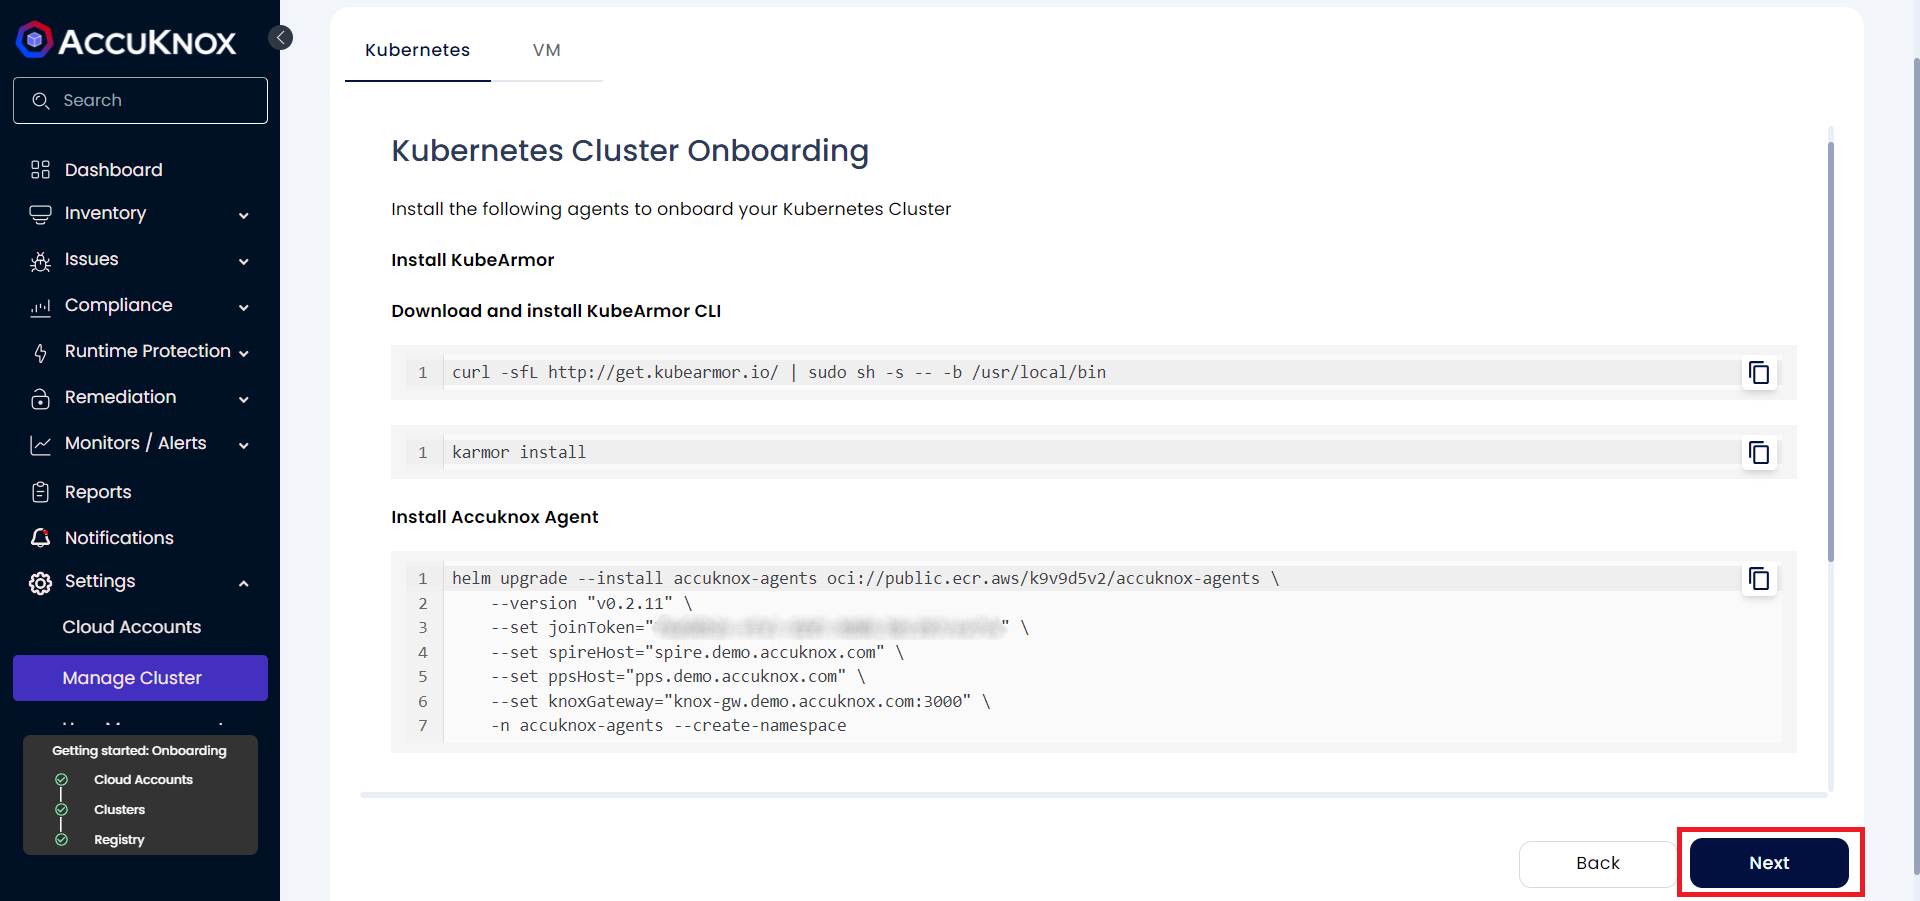 ACCUKNOX
Search
Dashboard
Inventory
Issues
Compliance
Runtime Protection
Remediation
Monitors / Alerts
Reports
Notifications
Settings
Cloud Accounts
Manage Cluster
Getting started: Onboarding
Cloud Accounts
Clusters
Registry
Kubernetes
VM
Kubernetes Cluster Onboarding
Install the following agents to onboard your Kubernetes Cluster
Install KubeArmor
Download and install KubeArmor CLI
1 curl -sfL http://get.kubearmor.io/ | sudo sh -s -- -b /usr/local/bin
1 karmor install
Install Accuknox Agent
1 helm upgrade --install accuknox-agents oci://public.ecr.aws/k9v9d5v2/accuknox-agents \
2 --version "v0.2.11" \
3 --set joinToken="" \
4 --set spireHost="spire.demo.accuknox.com" \
5 --set ppsHost="pps.demo.accuknox.com" \
6 --set knoxGateway="knox-gw.demo.accuknox.com:3000" \
7 -n accuknox-agents --create-namespace
Back
Next